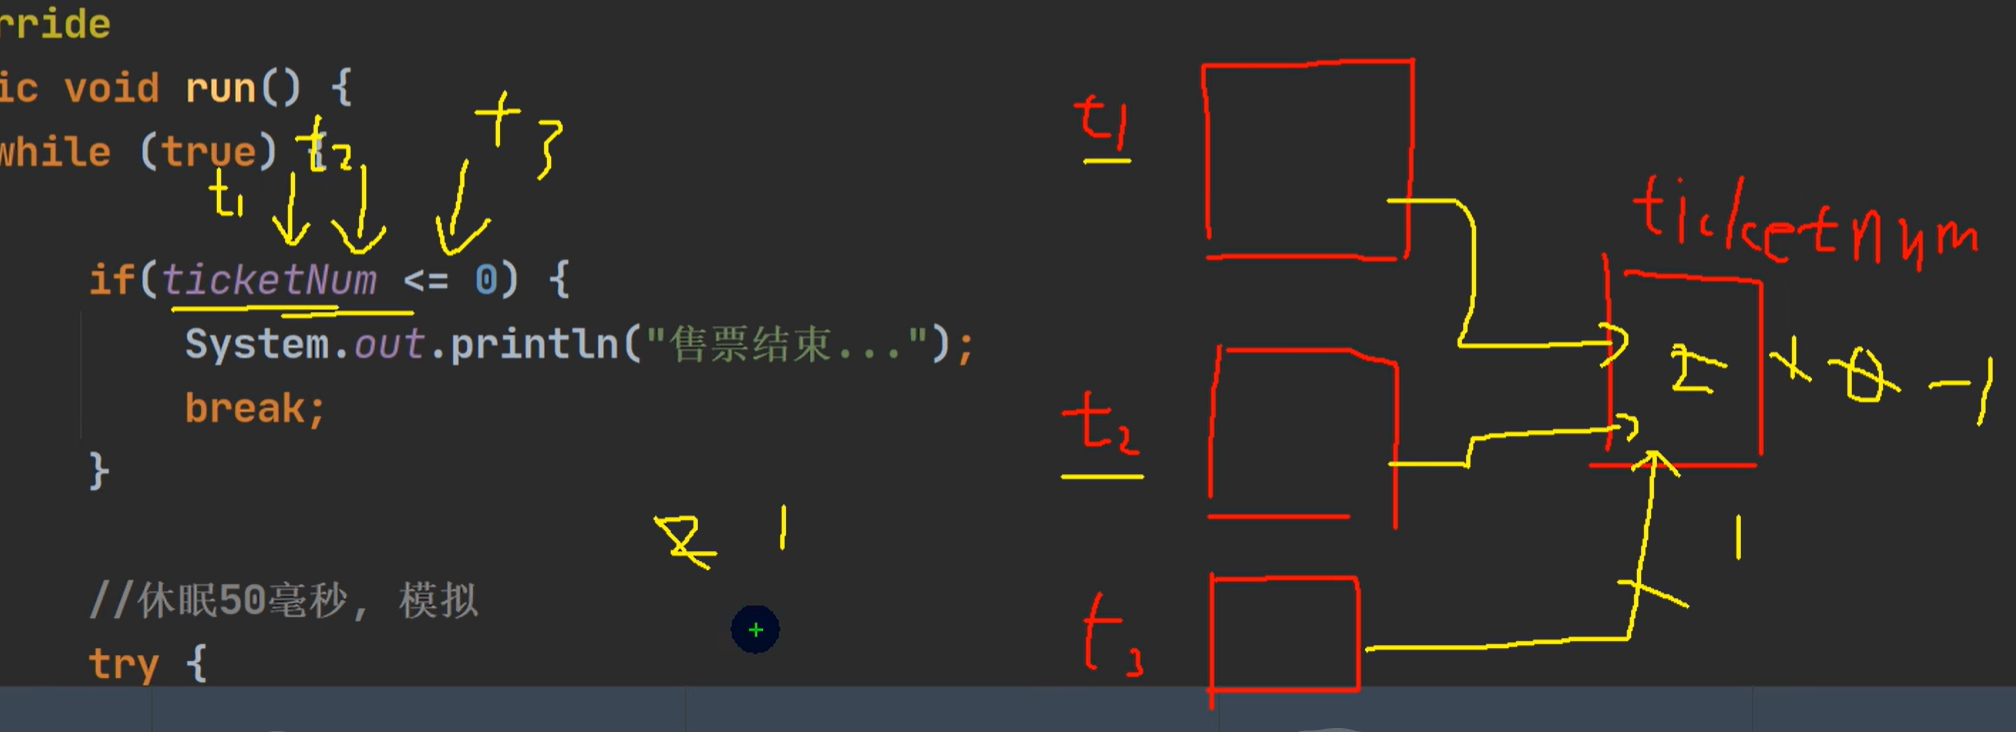 rride
ic void run() {
while (true) {
t1 t2 t3
if(ticketNum <= 0) {
System.out.println("售票结束...");
break;
}
//休眠50毫秒, 模拟
try {
2 1
t1
t2
t3
ticketnum
1 0 -1
1